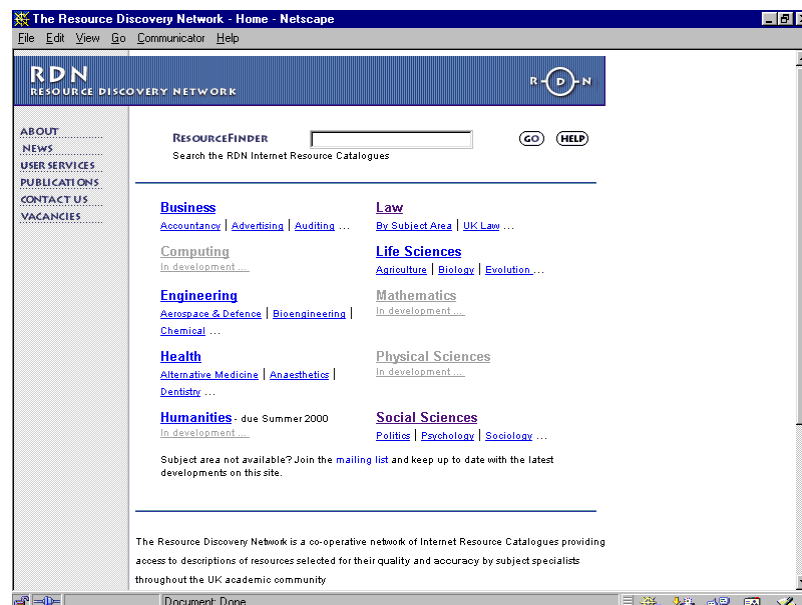 The Resource Discovery Network - Home - Netscape
File Edit View Go Communicator Help
RDN
RESOURCE DISCOVERY NETWORK
R D N
ABOUT
NEWS
USER SERVICES
PUBLICATIONS
CONTACT US
VACANCIES
RESOURCEFINDER
GO HELP
Search the RDN Internet Resource Catalogues
Business
Accountancy | Advertising | Auditing ...
Law
By Subject Area | UK Law ...
Computing
In development ...
Life Sciences
Agriculture | Biology | Evolution ...
Engineering
Aerospace & Defence | Bioengineering |
Chemical ...
Mathematics
In development ...
Health
Alternative Medicine | Anaesthetics |
Dentistry ...
Physical Sciences
In development ...
Humanities - due Summer 2000
In development ...
Social Sciences
Politics | Psychology | Sociology ...
Subject area not available? Join the mailing list and keep up to date with the latest
developments on this site.
The Resource Discovery Network is a co-operative network of Internet Resource Catalogues providing
access to descriptions of resources selected for their quality and accuracy by subject specialists
throughout the UK academic community
Document: Done